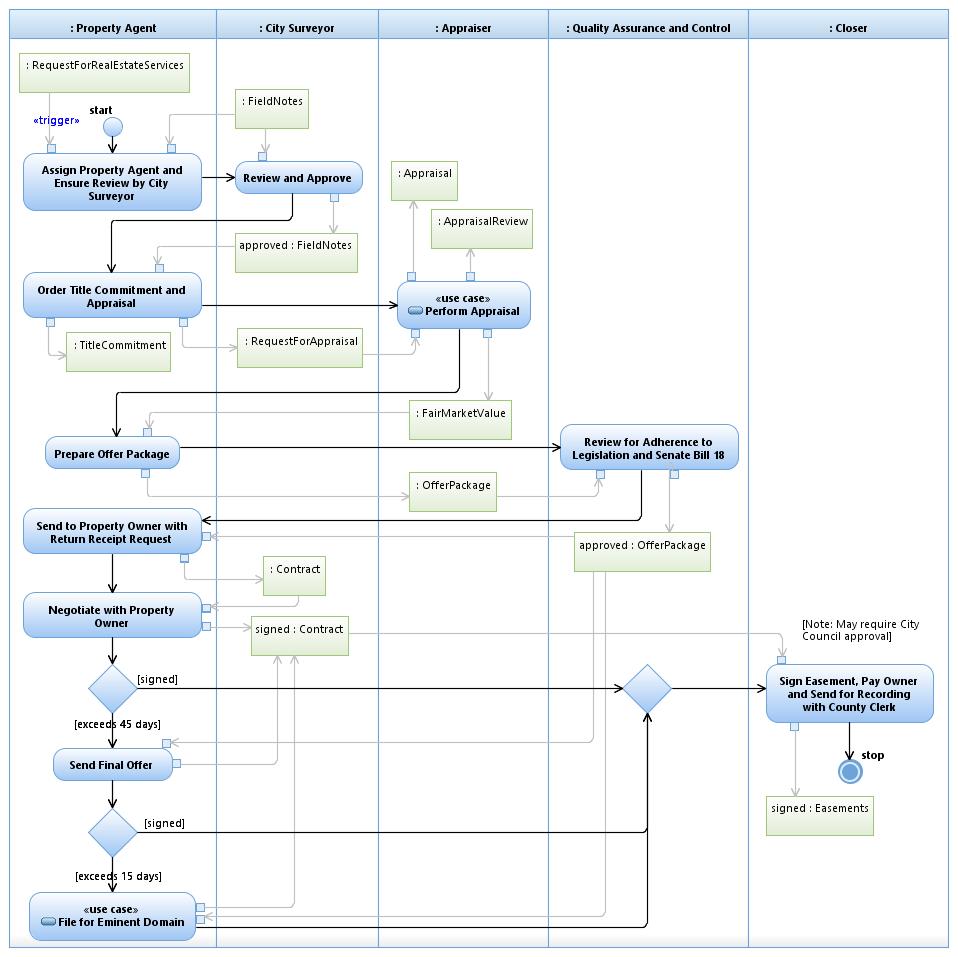 : Property Agent
: City Surveyor
: Appraiser
: Quality Assurance and Control
: Closer
: RequestForRealEstateServices
«trigger»
start
: FieldNotes
Assign Property Agent and
Ensure Review by City
Surveyor
Review and Approve
: Appraisal
: AppraisalReview
approved : FieldNotes
Order Title Commitment and
Appraisal
«use case»
Perform Appraisal
: TitleCommitment
: RequestForAppraisal
: FairMarketValue
Prepare Offer Package
Review for Adherence to
Legislation and Senate Bill 18
: OfferPackage
Send to Property Owner with
Return Receipt Request
approved : OfferPackage
: Contract
Negotiate with Property
Owner
signed : Contract
[Note: May require City
Council approval]
[signed]
Sign Easement, Pay Owner
and Send for Recording
with County Clerk
[exceeds 45 days]
Send Final Offer
stop
signed : Easements
[signed]
[exceeds 15 days]
«use case»
File for Eminent Domain